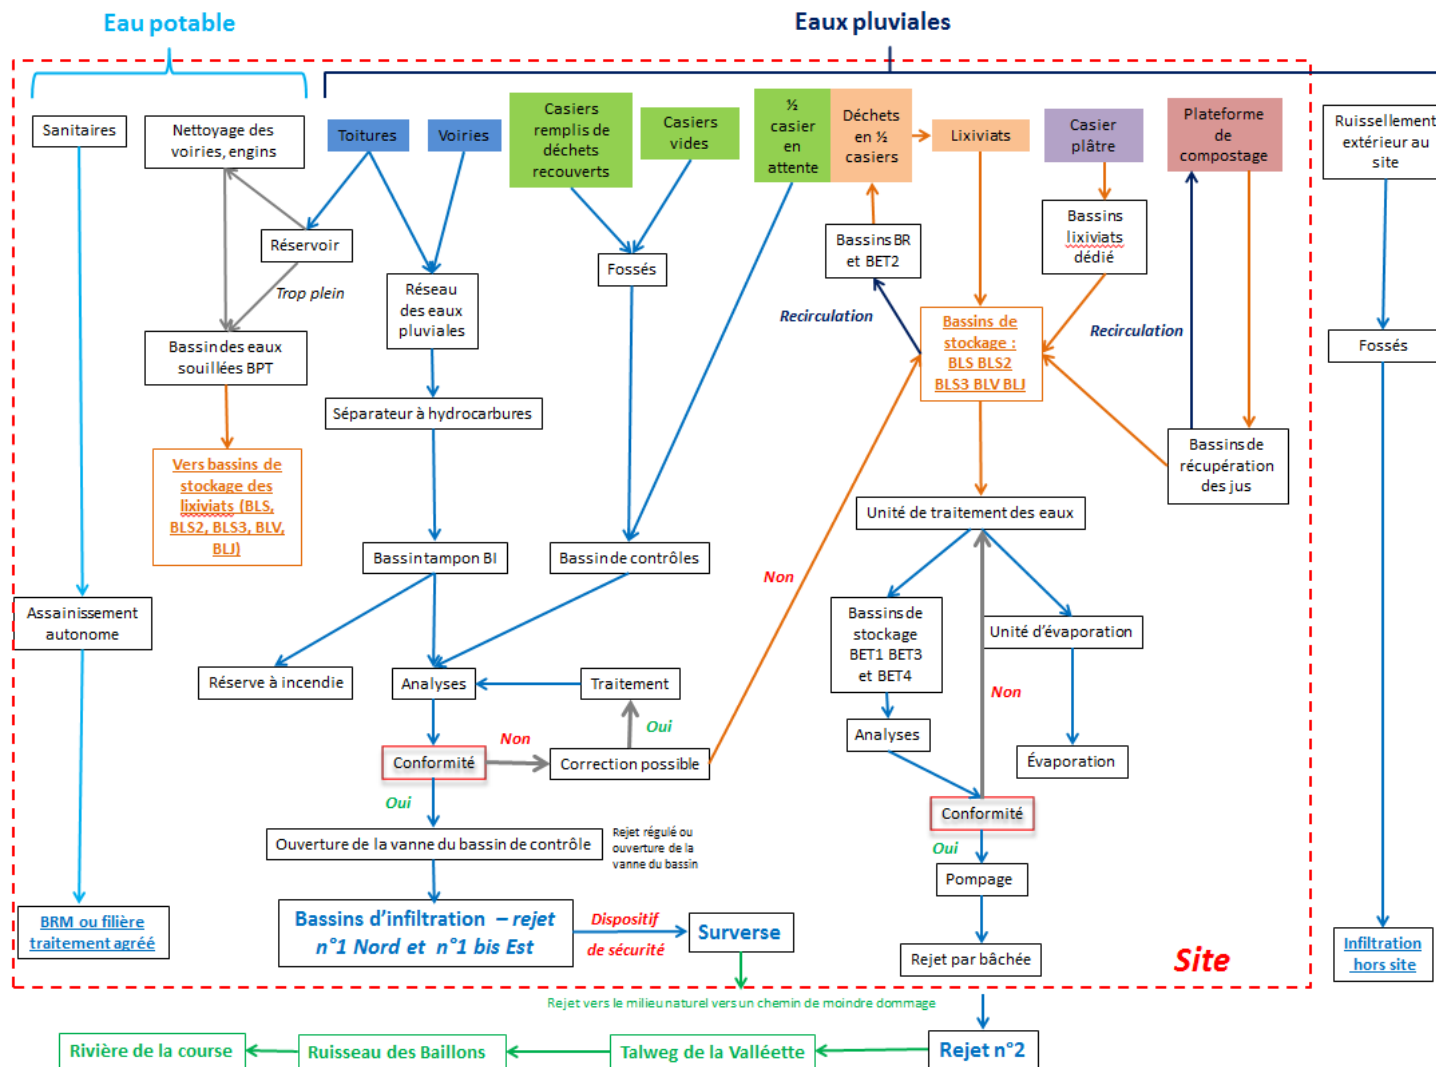 Eau potable
Eaux pluviales
Sanitaires
Nettoyage des
voiries, engins
Toitures
Voiries
Casiers
remplis de
déchets
recouverts
Casiers
vides
½
casier
en
attente
Déchets
en ½
casiers
Lixiviats
Casier
plâtre
Plateforme
de
compostage
Ruissellement
extérieur au
site
Réservoir
Trop plein
Réseau
des eaux
pluviales
Fossés
Bassins BR
et BET2
Bassins
lixiviats
dédié
Recirculation
Bassins de
stockage :
BLS BLS2
BLS3 BLV BLJ
Recirculation
Fossés
Bassin des eaux
souillées BPT
Séparateur à hydrocarbures
Vers bassins de
stockage des
lixiviats (BLS,
BLS2, BLS3, BLV,
BLJ)
Bassins de
récupération
des jus
Unité de traitement des eaux
Bassin tampon BI
Bassin de contrôles
Non
Assainissement
autonome
Bassins de
stockage
BET1 BET3
et BET4
Unité d'évaporation
Réserve à incendie
Analyses
Traitement
Non
Oui
Analyses
Non
Conformité
Correction possible
Évaporation
Oui
Conformité
Ouverture de la vanne du bassin de contrôle
Rejet régulé ou
ouverture de la
vanne du bassin
Oui
Pompage
BRM ou filière
traitement agréé
Bassins d'infiltration – rejet
n°1 Nord et n°1 bis Est
Dispositif
de sécurité
Surverse
Rejet par bâchée
Site
Infiltration
hors site
Rejet vers le milieu naturel vers un chemin de moindre dommage
Rivière de la course
Ruisseau des Baillons
Talweg de la Valléette
Rejet n°2